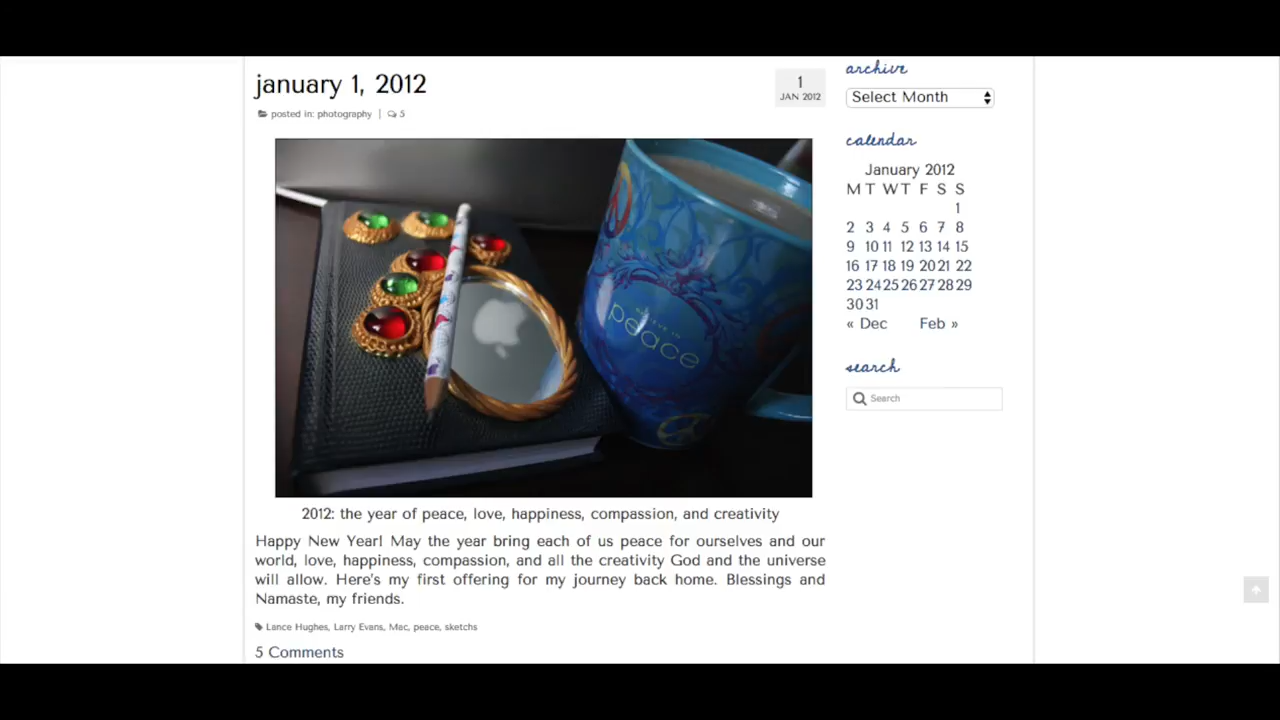 january 1, 2012
1
JAN 2012
posted in: photography | 5
BELIEVE IN
peace
2012: the year of peace, love, happiness, compassion, and creativity
Happy New Year! May the year bring each of us peace for ourselves and our
world, love, happiness, compassion, and all the creativity God and the universe
will allow. Here's my first offering for my journey back home. Blessings and
Namaste, my friends.
Lance Hughes, Larry Evans, Mac, peace, sketchs
5 Comments
archive
Select Month
calendar
January 2012
M T W T F S S
1
2 3 4 5 6 7 8
9 10 11 12 13 14 15
16 17 18 19 20 21 22
23 24 25 26 27 28 29
30 31
« Dec Feb »
search
Search